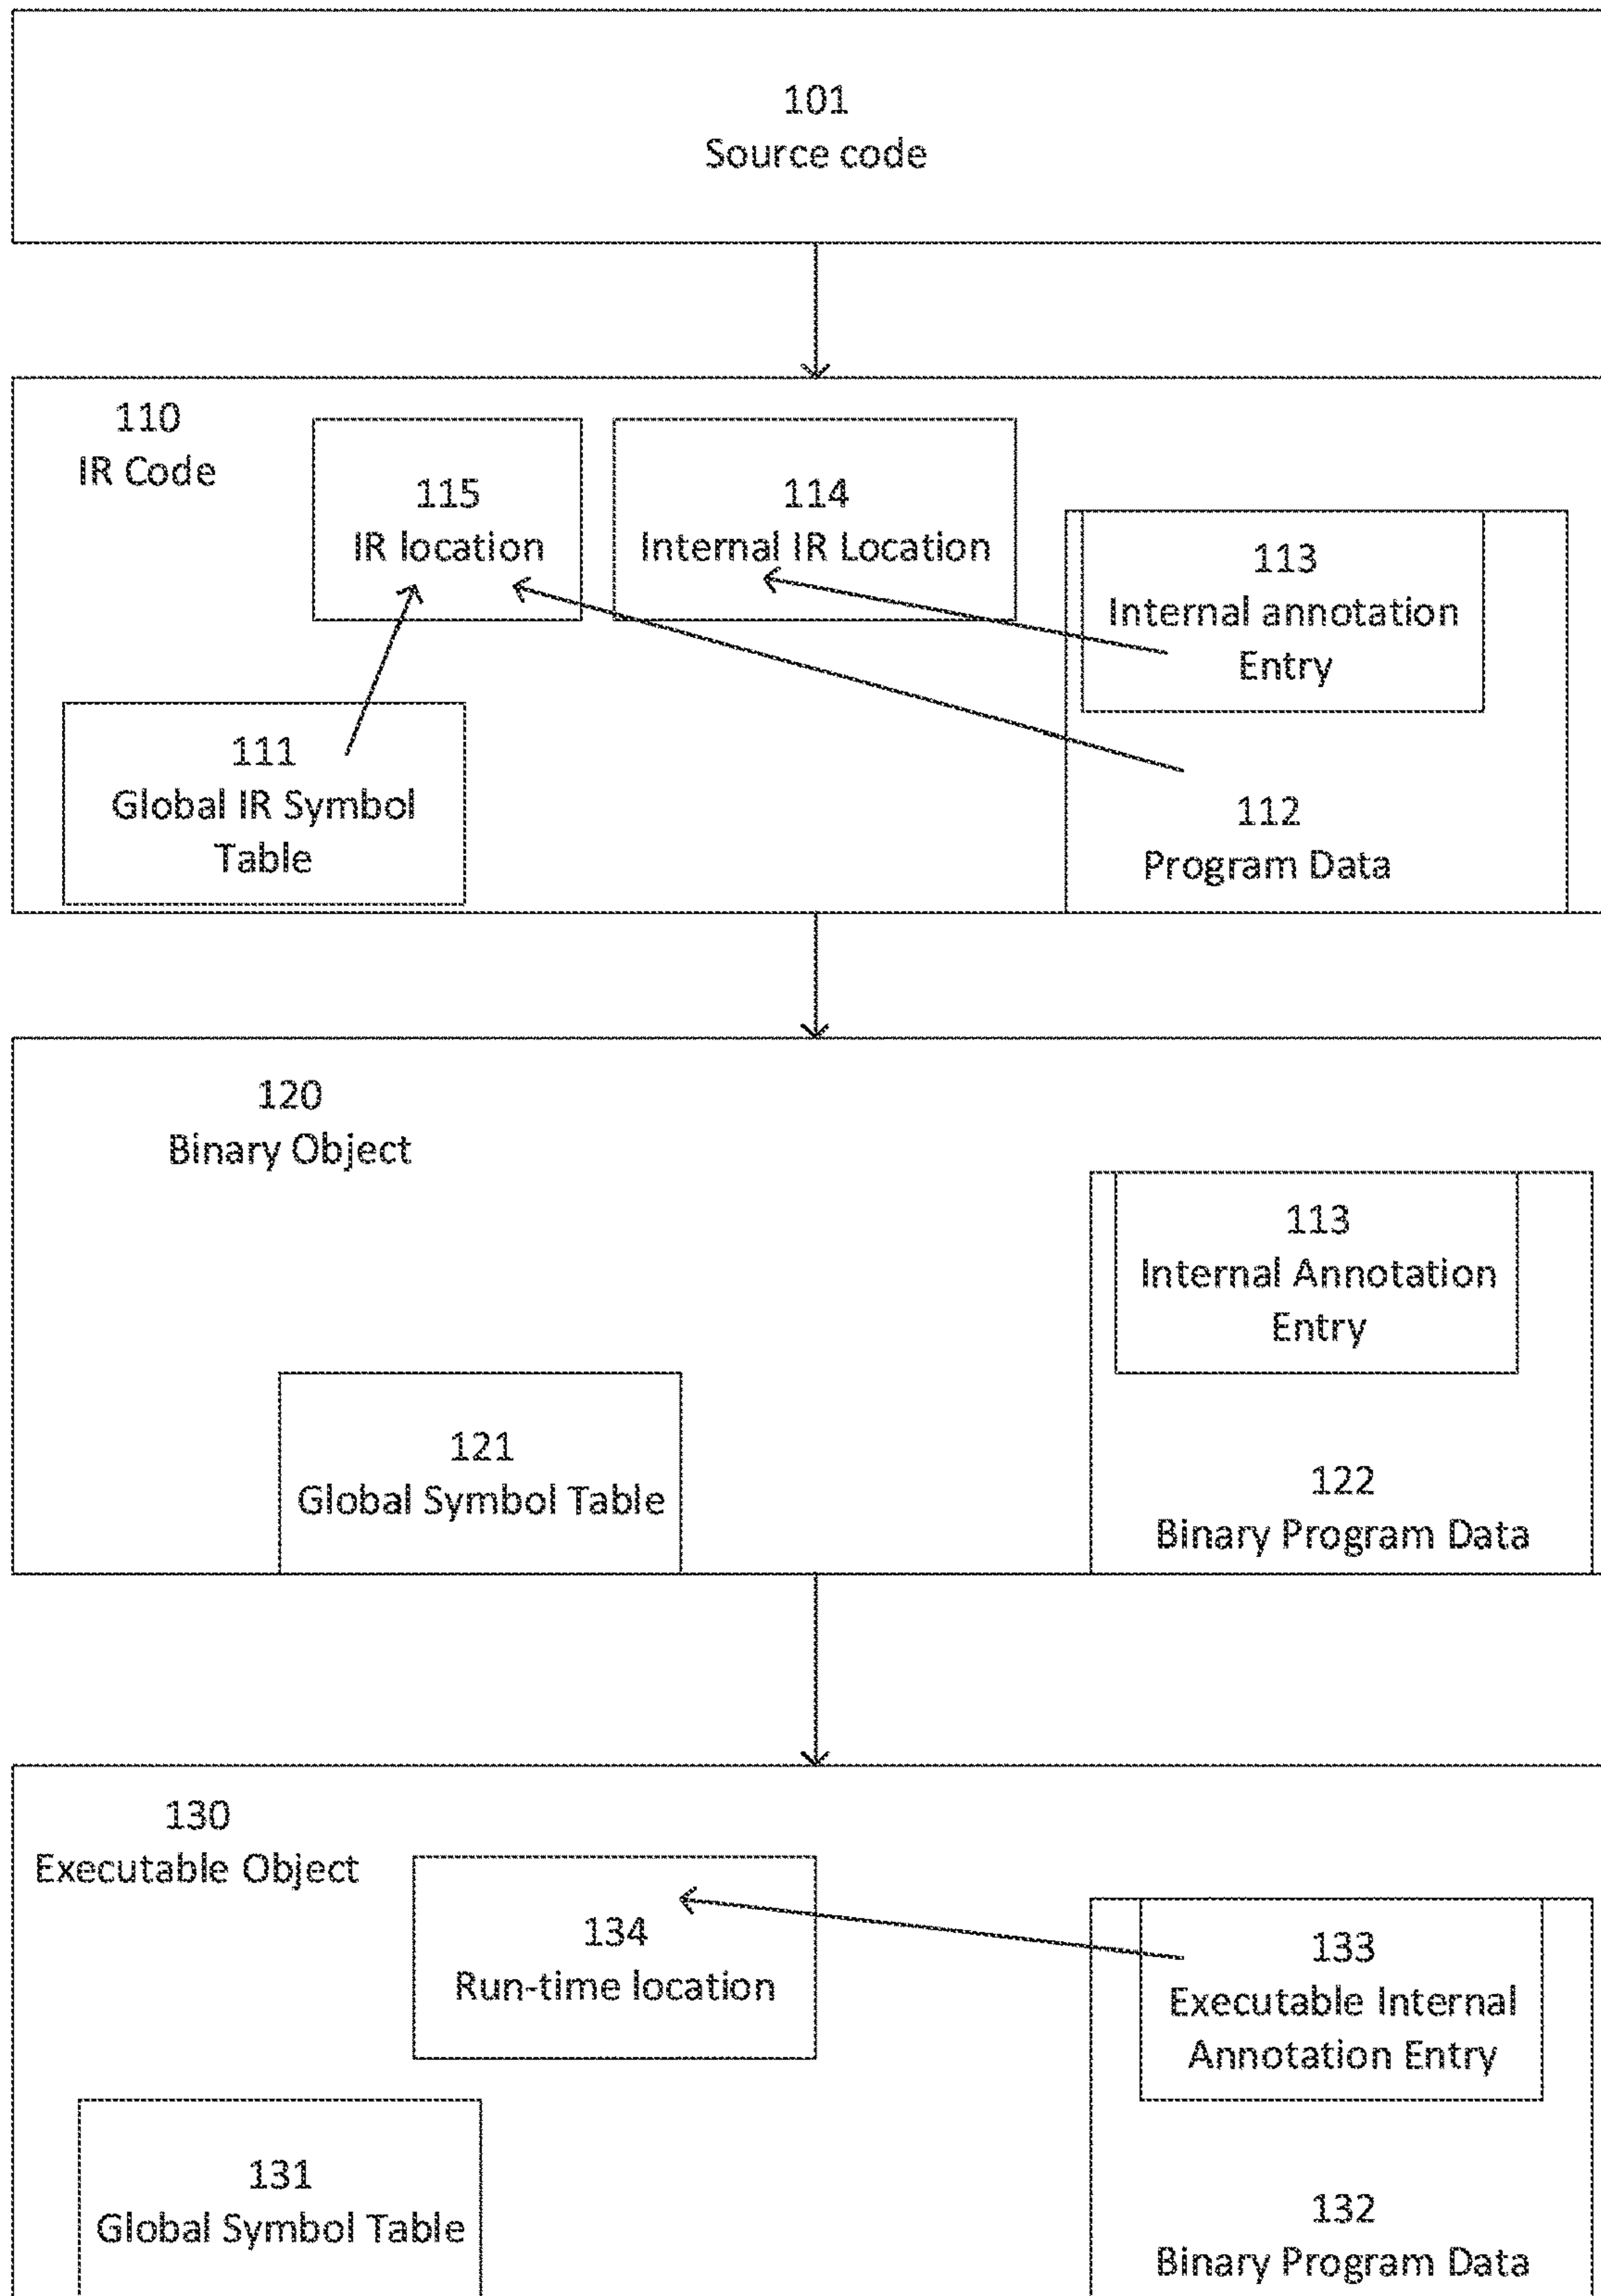 101
Source code
110
IR Code
115
IR location
114
Internal IR Location
113
Internal annotation
Entry
111
Global IR Symbol
Table
112
Program Data
120
Binary Object
113
Internal Annotation
Entry
121
Global Symbol Table
122
Binary Program Data
130
Executable Object
134
Run-time location
133
Executable Internal
Annotation Entry
131
Global Symbol Table
132
Binary Program Data